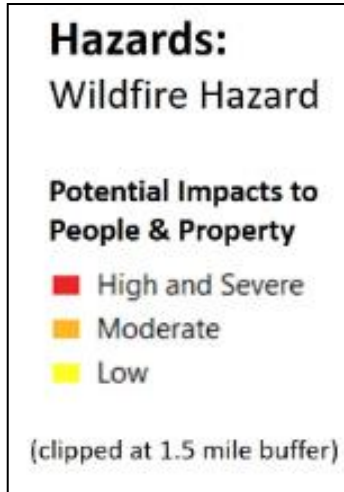 Hazards:
Wildfire Hazard
Potential Impacts to
People & Property
High and Severe
Moderate
Low
(clipped at 1.5 mile buffer)